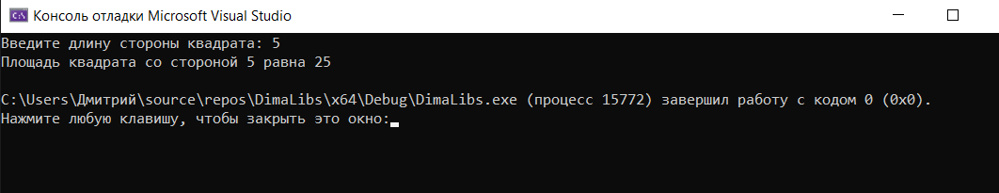 Консоль отладки Microsoft Visual Studio
Введите длину стороны квадрата: 5
Площадь квадрата со стороной 5 равна 25
C:\Users\Дмитрий\source\repos\DimaLibs\x64\Debug\DimaLibs.exe (процесс 15772) завершил работу с кодом 0 (0x0).
Нажмите любую клавишу, чтобы закрыть это окно: